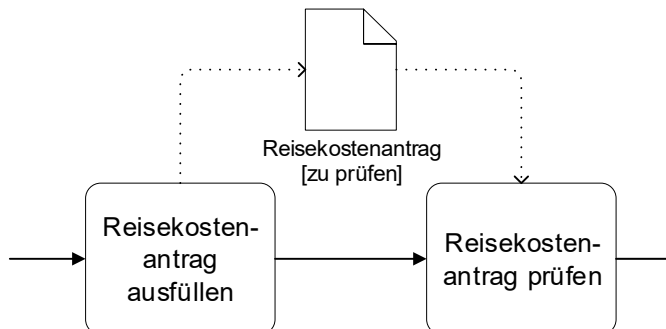 Reisekostenantrag
[zu prüfen]
Reisekosten-
antrag
ausfüllen
Reisekosten-
antrag prüfen